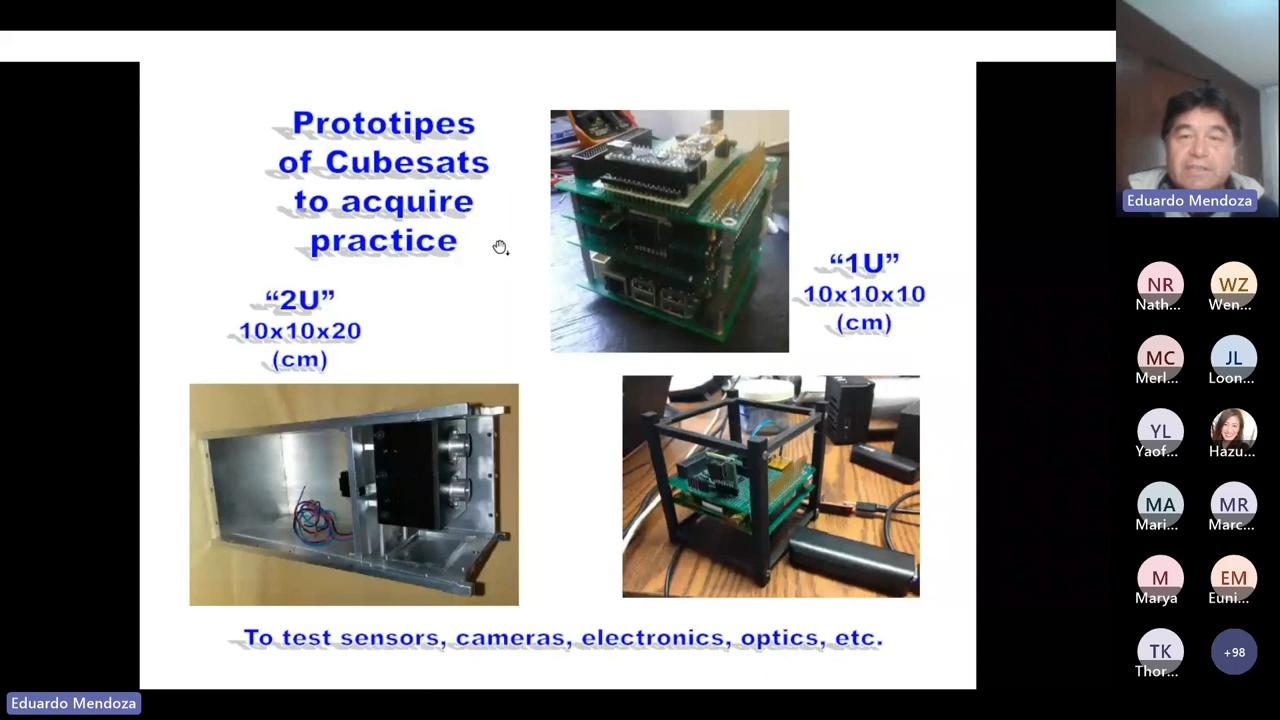 Prototipes
of Cubesats
to acquire
practice
“2U”
10x10x20
(cm)
“1U”
10x10x10
(cm)
To test sensors, cameras, electronics, optics, etc.
Eduardo Mendoza
NR
Nath...
WZ
Wen...
MC
Merl...
JL
Loon...
YL
Yaof...
Hazu...
MA
Mari...
MR
Marc...
M
Marya
EM
Euni...
TK
Thor...
+98
Eduardo Mendoza